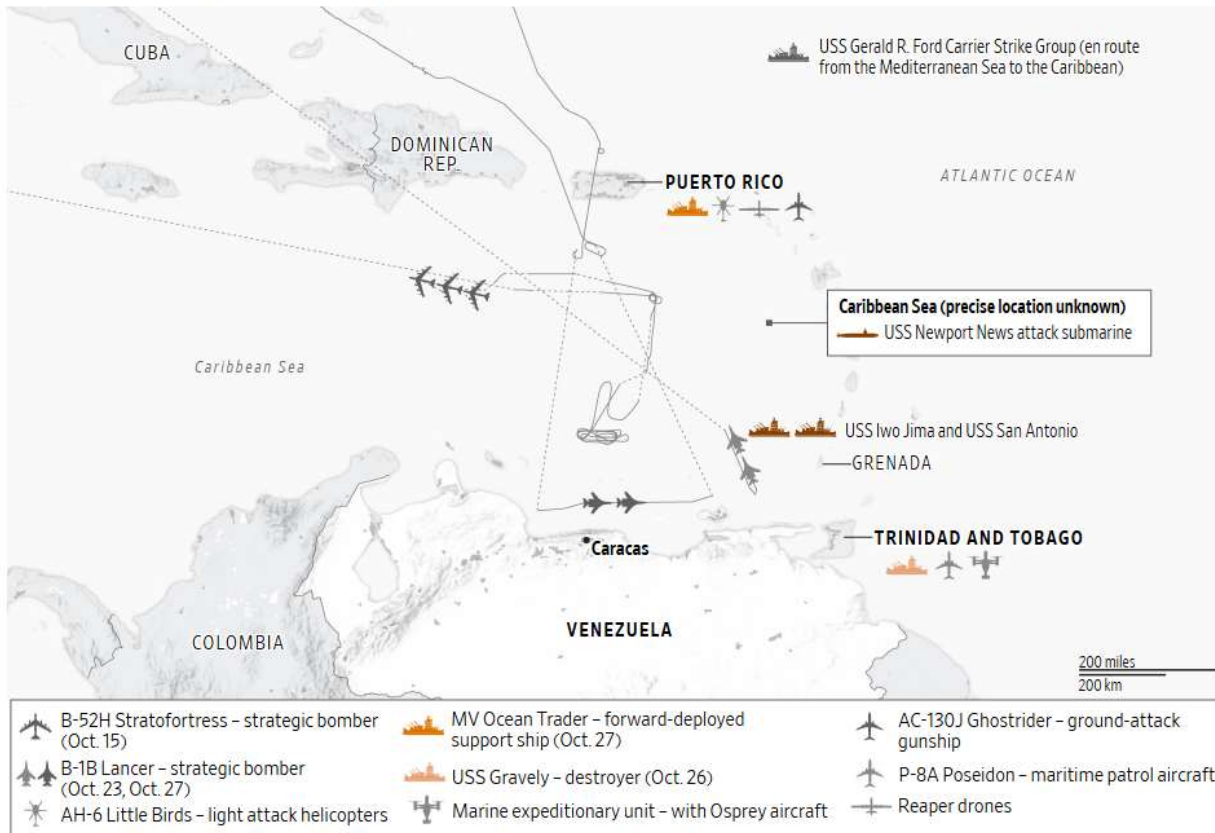 CUBA
USS Gerald R. Ford Carrier Strike Group (en route
from the Mediterranean Sea to the Caribbean)
DOMINICAN
REP.
PUERTO RICO
ATLANTIC OCEAN
Caribbean Sea (precise location unknown)
USS Newport News attack submarine
Caribbean Sea
USS Iwo Jima and USS San Antonio
GRENADA
TRINIDAD AND TOBAGO
Caracas
COLOMBIA
VENEZUELA
200 miles
200 km
B-52H Stratofortress – strategic bomber
(Oct. 15)
B-1B Lancer – strategic bomber
(Oct. 23, Oct. 27)
AH-6 Little Birds – light attack helicopters
MV Ocean Trader – forward-deployed
support ship (Oct. 27)
USS Gravely – destroyer (Oct. 26)
Marine expeditionary unit – with Osprey aircraft
AC-130J Ghostrider – ground-attack
gunship
P-8A Poseidon – maritime patrol aircraft
Reaper drones